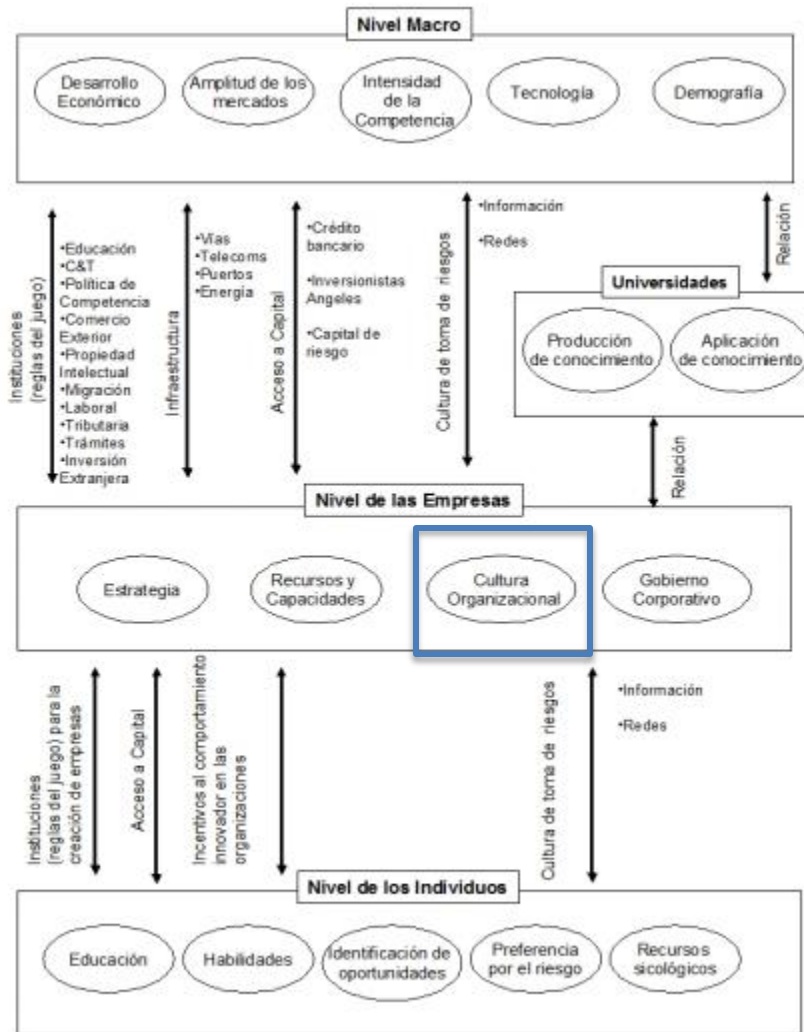 Nivel Macro
Desarrollo
Económico
Amplitud de los
mercados
Intensidad
de la
Competencia
Tecnología
Demografía
Instituciones
(reglas del juego)
•Educación
•C&T
•Política de
Competencia
•Comercio
Exterior
•Propiedad
Intelectual
•Migración
•Laboral
•Tributaria
•Trámites
•Inversión
Extranjera
Infraestructura
•Vías
•Telecoms
•Puertos
•Energía
Acceso a Capital
•Crédito
bancario
•Inversionistas
Angeles
•Capital de
riesgo
Cultura de toma de riesgos
•Información
•Redes
Relación
Universidades
Producción
de conocimiento
Aplicación
de conocimiento
Relación
Nivel de las Empresas
Estrategia
Recursos y
Capacidades
Cultura
Organizacional
Gobierno
Corporativo
Instituciones
(reglas del juego) para la
creación de empresas
Acceso a Capital
Incentivos al comportamiento
innovador en las
organizaciones
Cultura de toma de riesgos
•Información
•Redes
Nivel de los Individuos
Educación
Habilidades
Identificación de
oportunidades
Preferencia
por el riesgo
Recursos
sicológicos